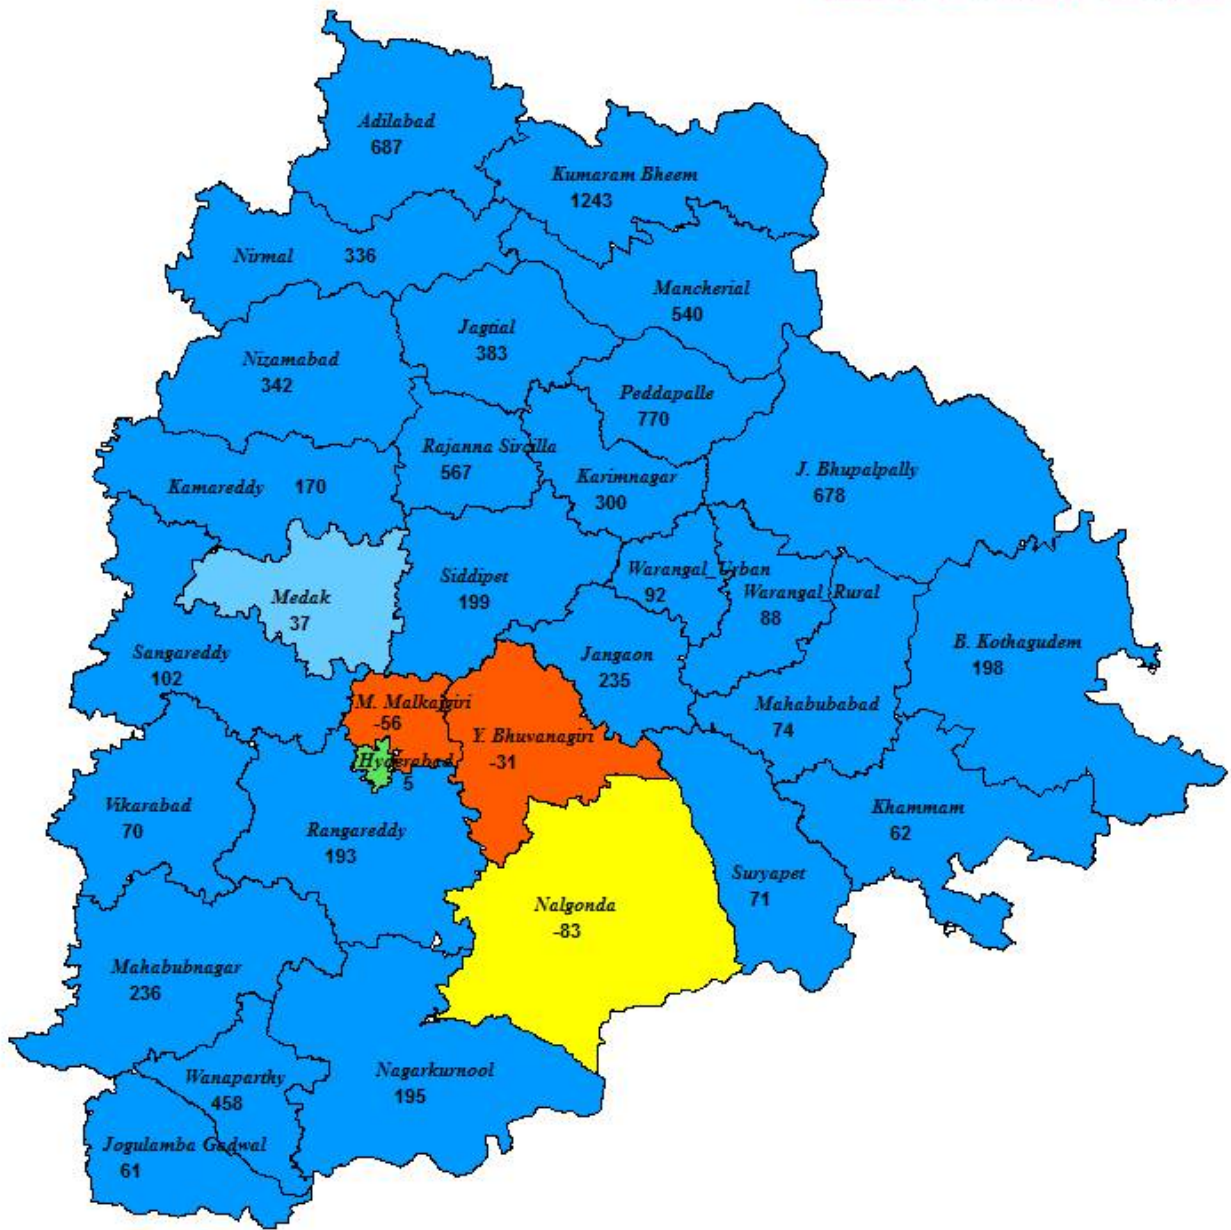 Adilabad
687
Kumaram Bheem
1243
Nirmal 336
Mancherial
540
Jagtial
383
Nizamabad
342
Peddapalle
770
Rajanna Sircilla
567
Karimnagar
300
J. Bhupalpally
678
Kamareddy 170
Siddipet
199
Warangal_Urban
92
Warangal_Rural
88
Medak
37
Sangareddy
102
Jangaon
235
B. Kothagudem
198
M. Malkajgiri
-56
Y. Bhuvanagiri
-31
Mahabubabad
74
Hyderabad
5
Vikarabad
70
Rangareddy
193
Khammam
62
Suryapet
71
Nalgonda
-83
Mahabubnagar
236
Wanaparthy
458
Nagarkurnool
195
Jogulamba Gadwal
61